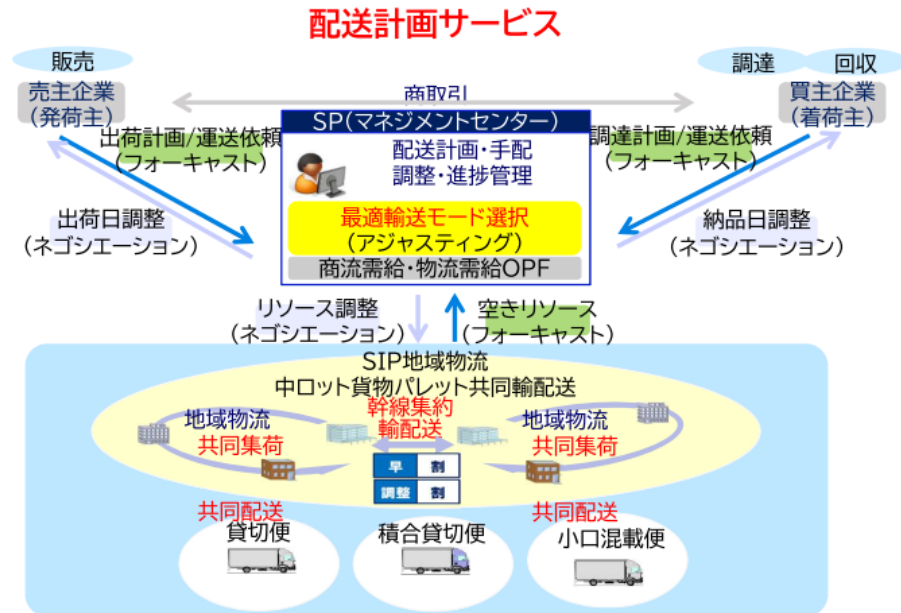 配送計画サービス
販売
調達
回収
売主企業
(発荷主)
商取引
買主企業
(着荷主)
SP(マネジメントセンター)
出荷計画/運送依頼
(フォーキャスト)
調達計画/運送依頼
(フォーキャスト)
配送計画・手配
調整・進捗管理
出荷日調整
(ネゴシエーション)
最適輸送モード選択
(アジャスティング)
納品日調整
(ネゴシエーション)
商流需給・物流需給OPF
リソース調整
(ネゴシエーション)
空きリソース
(フォーキャスト)
SIP地域物流
中ロット貨物パレット共同輸配送
幹線集約
輸配送
地域物流
共同集荷
地域物流
共同集荷
早 割
調整 割
共同配送
共同配送
貸切便
積合貸切便
小口混載便